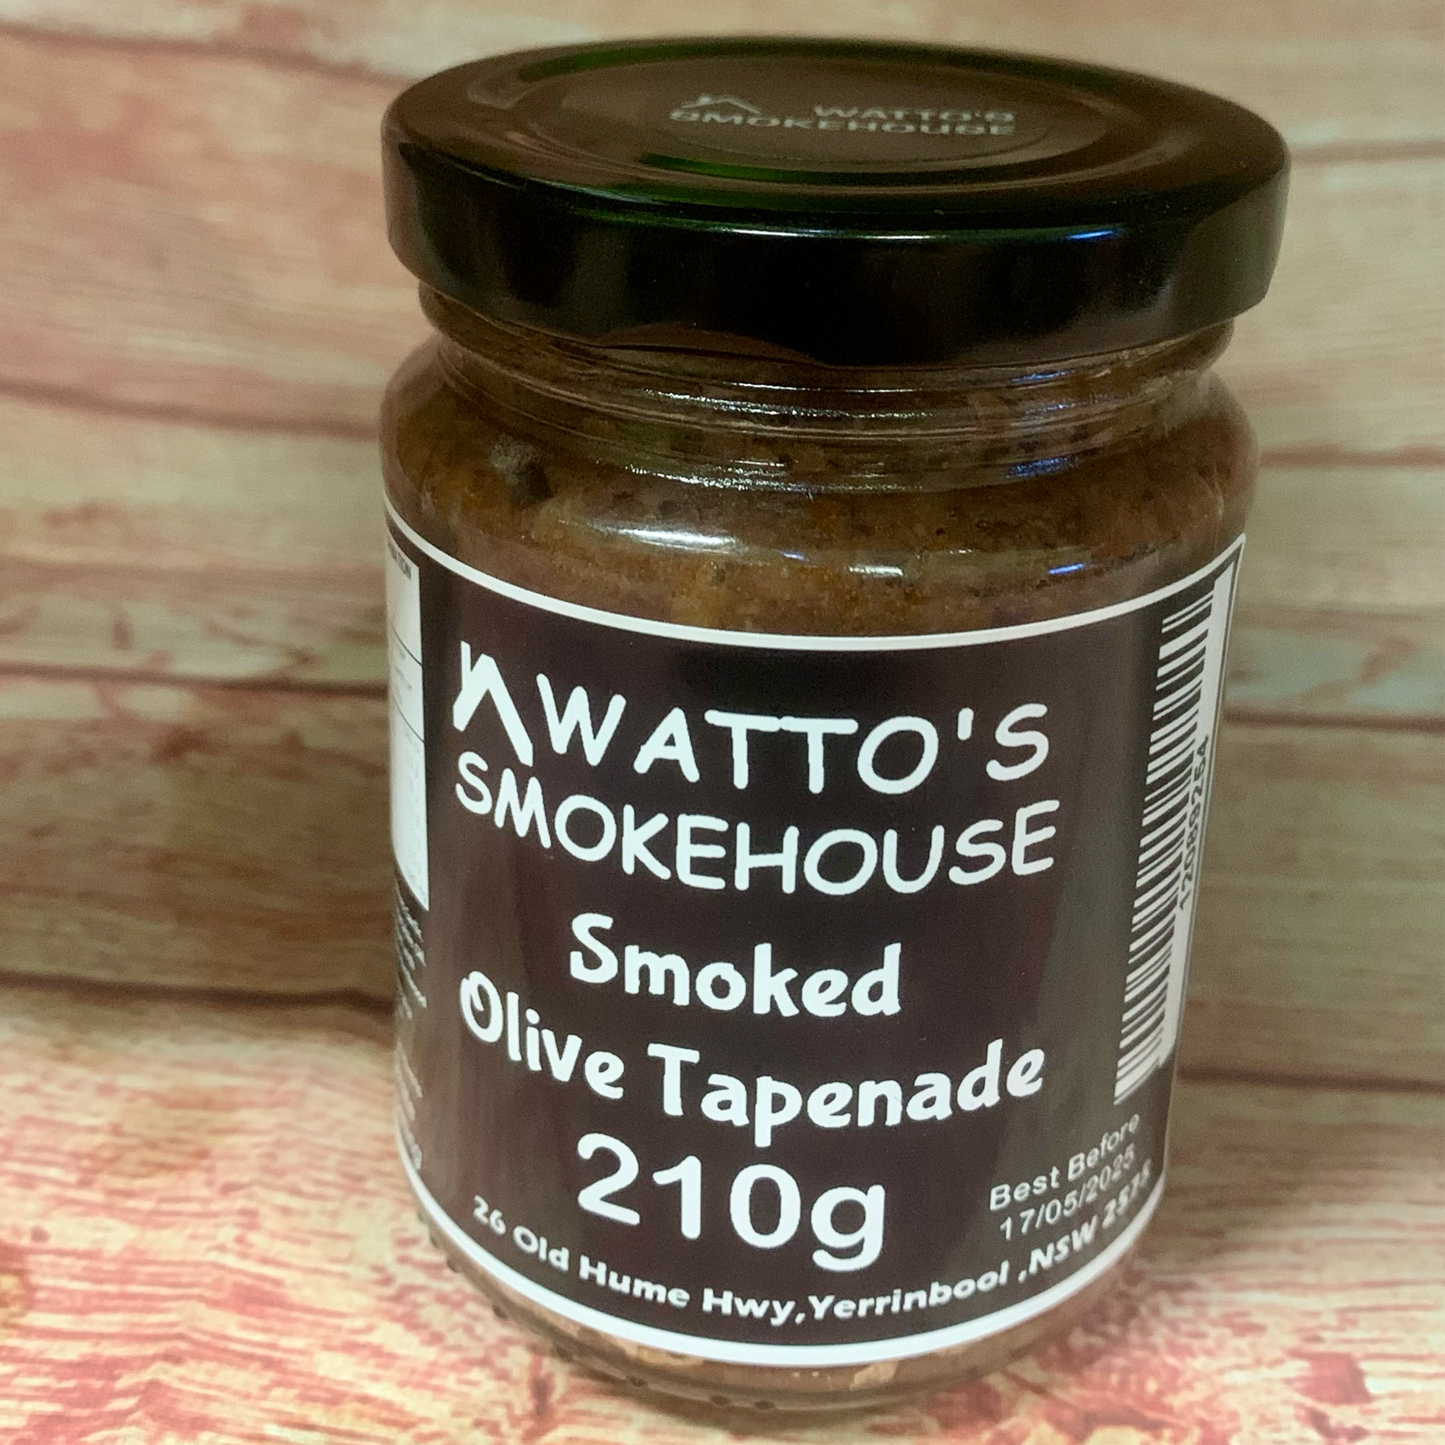 WATTO'S
SMOKEHOUSE
WATTO'S
SMOKEHOUSE
Smoked
Olive Tapenade
210g
Best Before
17/05/2025
26 Old Hume Hwy,Yerrinbool ,NSW 2575